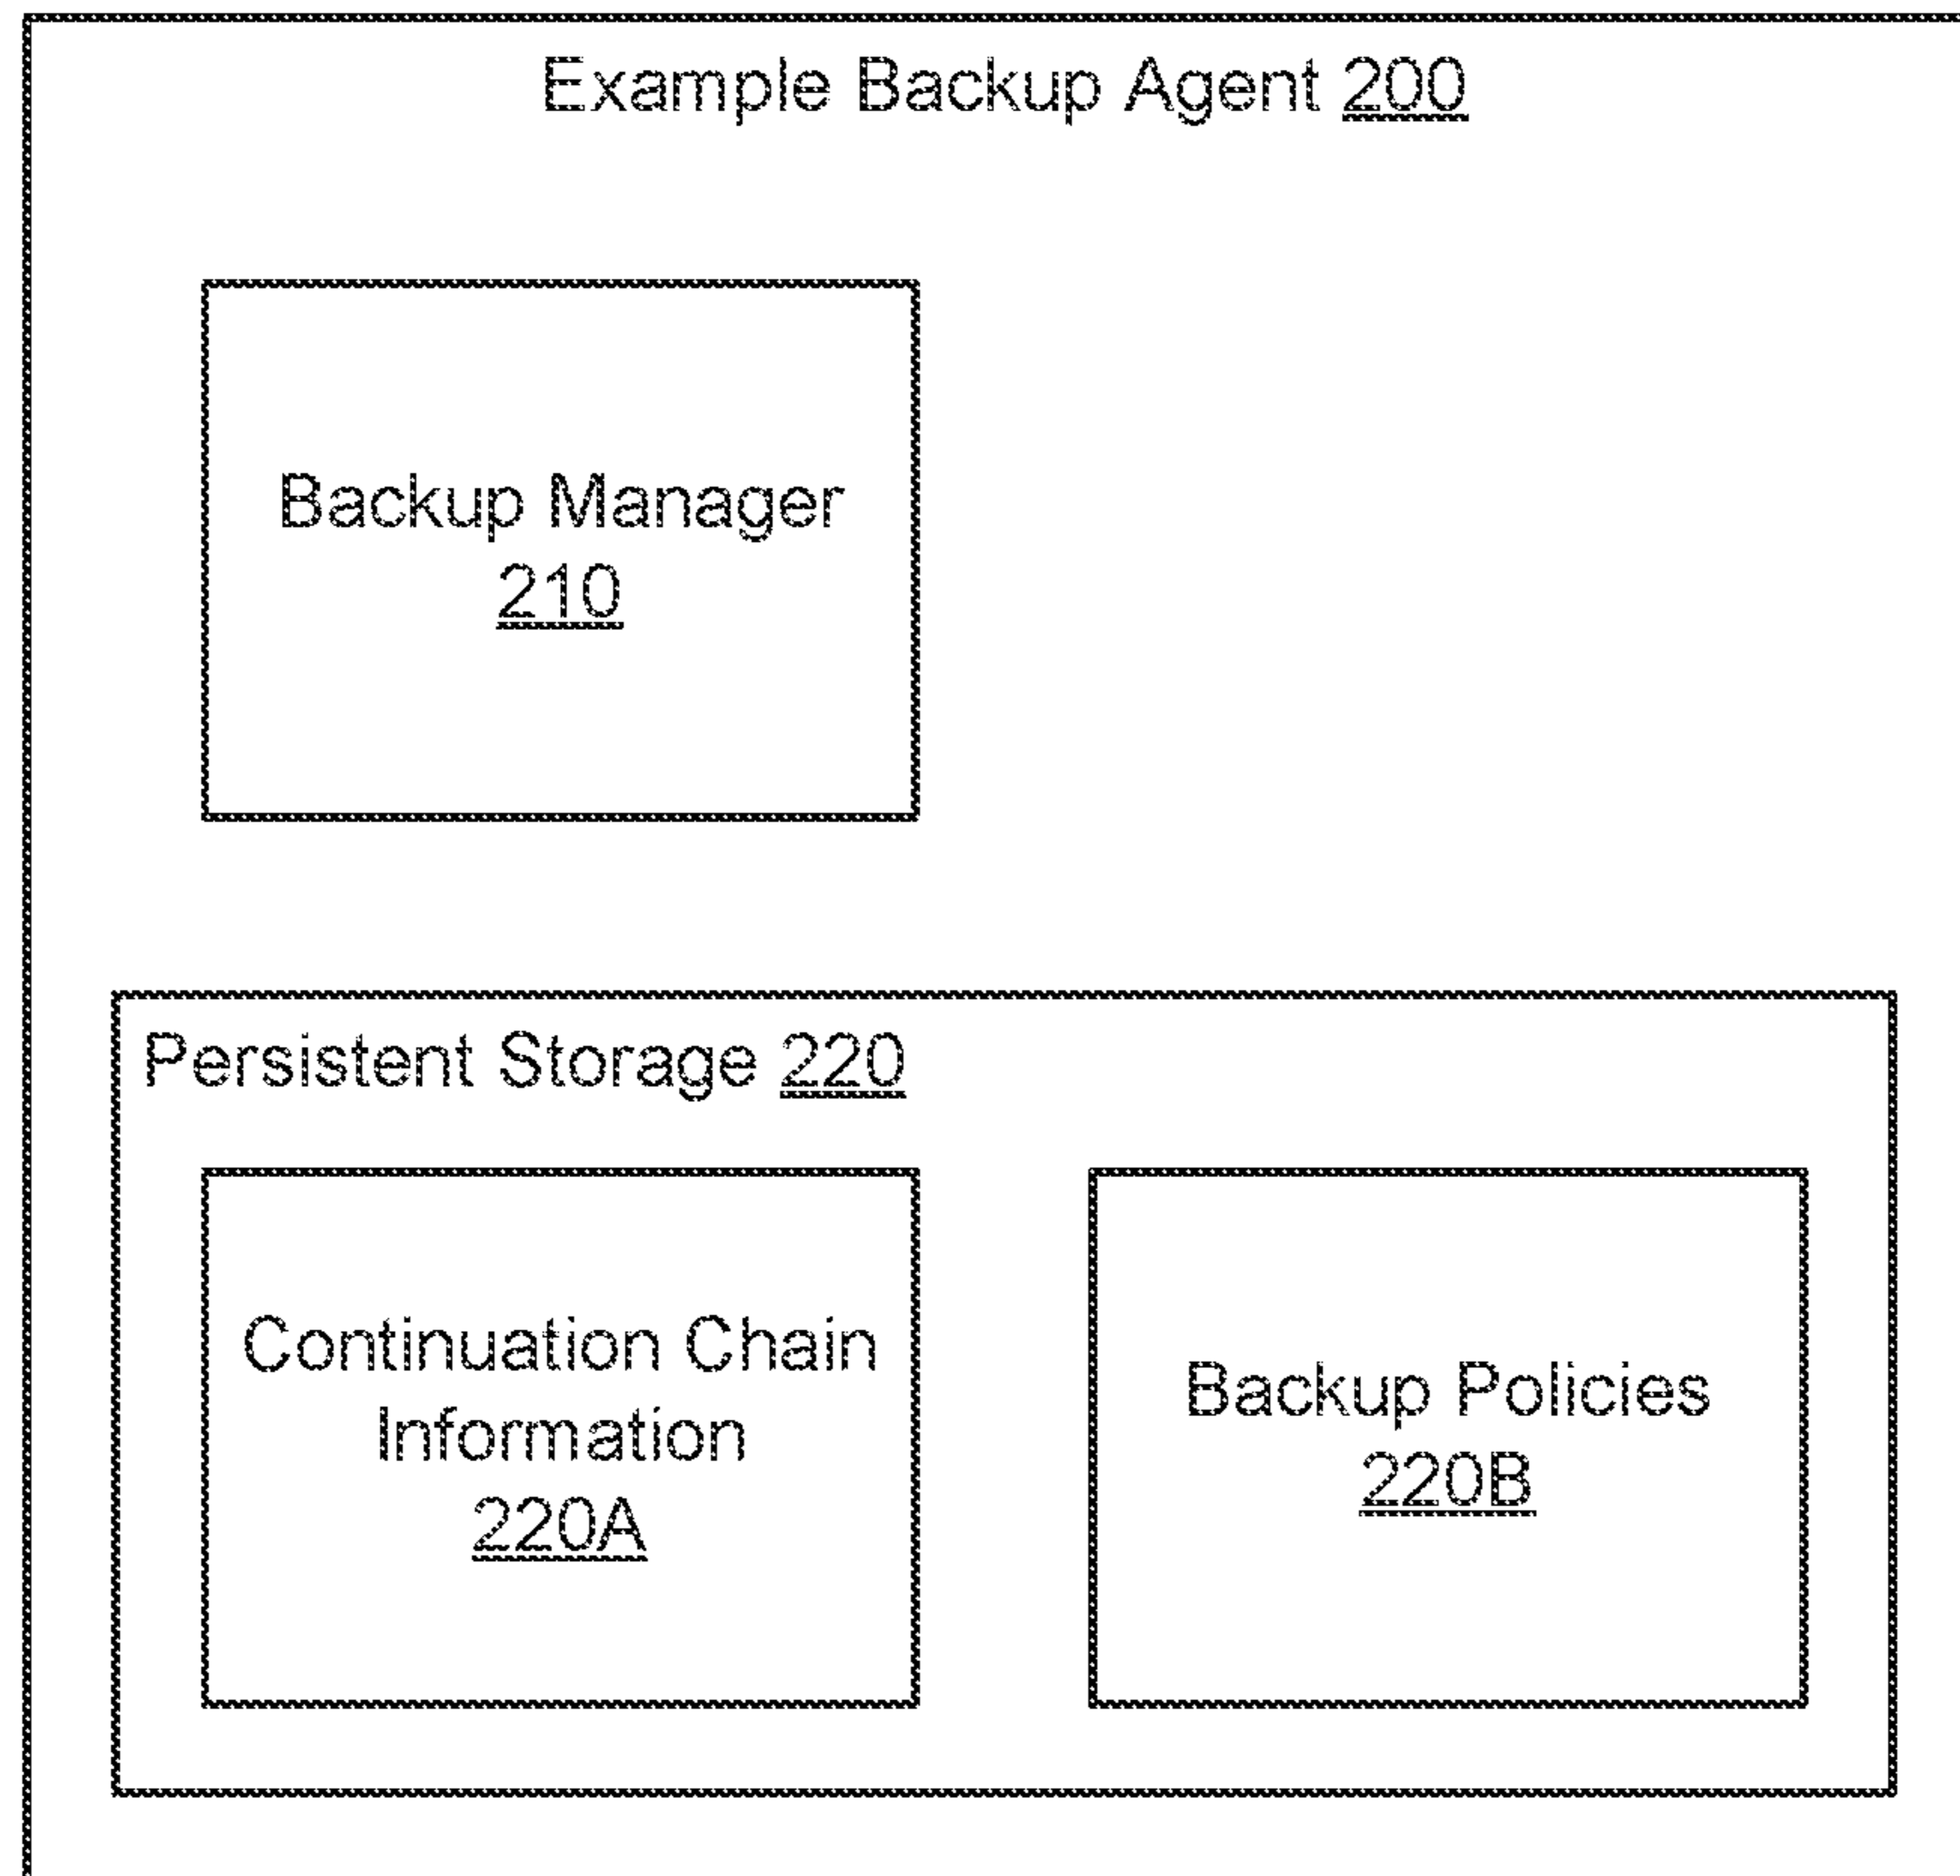 Example Backup Agent 200
Backup Manager
210
Persistent Storage 220
Continuation Chain
Information
220A
Backup Policies
220B